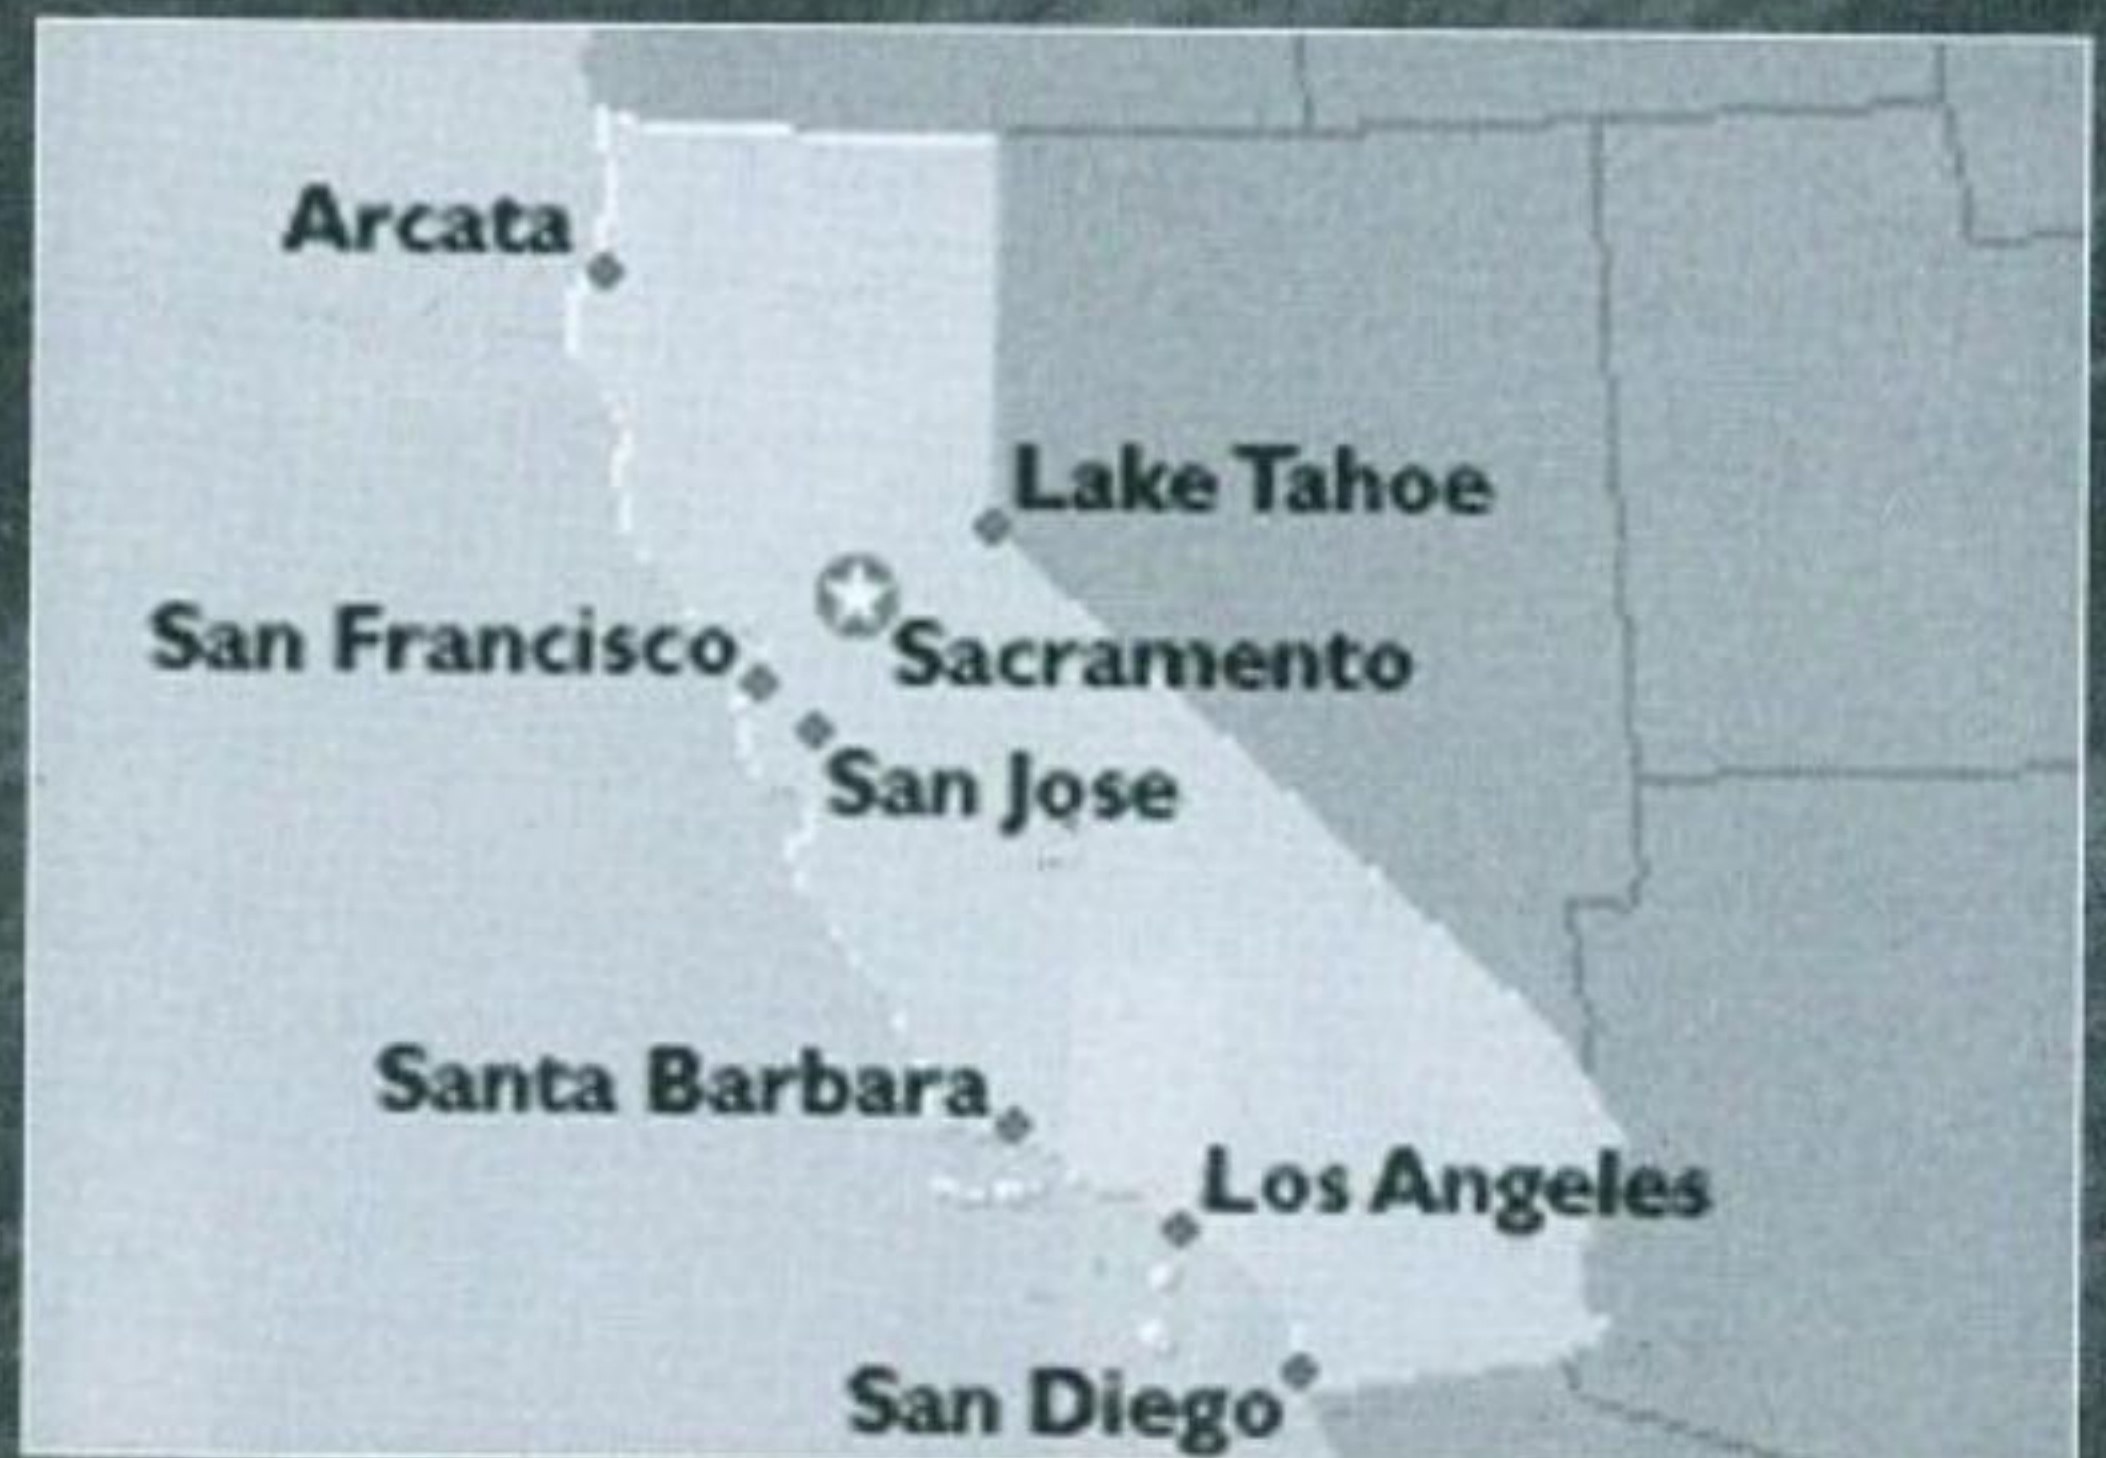 Arcata
Lake Tahoe
San Francisco
Sacramento
San Jose
Santa Barbara
Los Angeles
San Diego